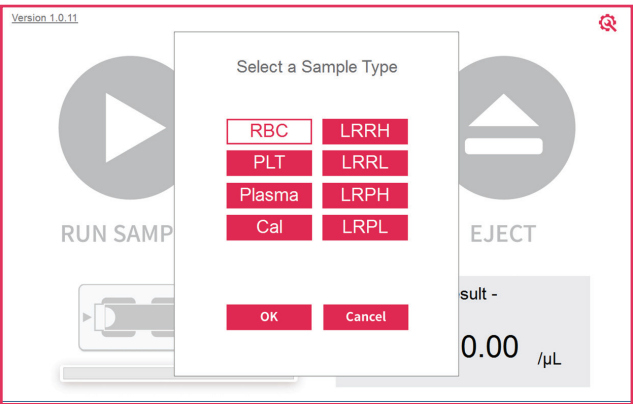 Version 1.0.11
Select a Sample Type
RBC LRRH
PLT LRRL
Plasma LRPH
Cal LRPL
RUN SAMP
EJECT
OK Cancel
sult -
0.00 /µL